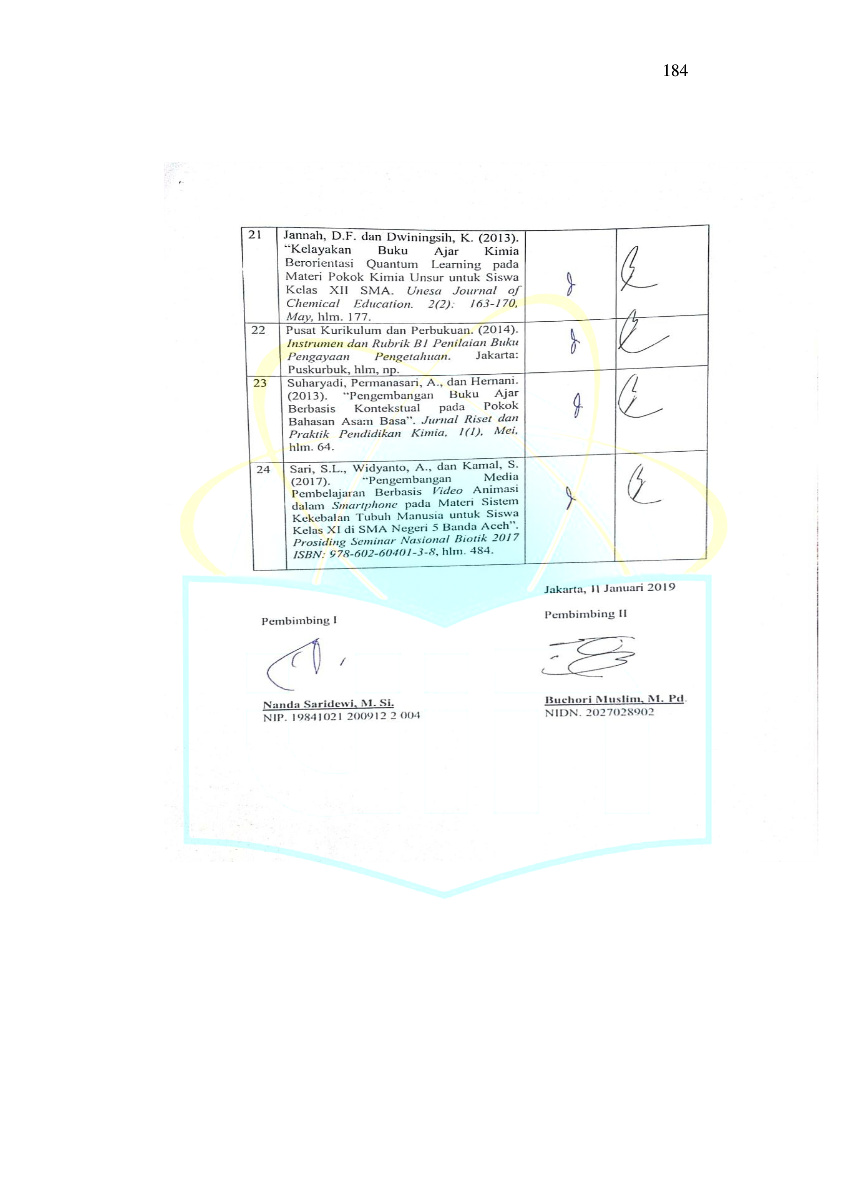 184
21 Jannah, D.F. dan Dwiningsih, K. (2013).
“Kelayakan Buku Ajar Kimia
Berorientasi Quantum Learning pada
Materi Pokok Kimia Unsur untuk Siswa
Kelas XII SMA. Unesa Journal of
Chemical Education. 2(2): 163-170,
May, hlm. 177.
22 Pusat Kurikulum dan Perbukuan. (2014).
Instrumen dan Rubrik B1 Penilaian Buku
Pengayaan Pengetahuan. Jakarta:
Puskurbuk, hlm, np.
23 Suharyadi, Permanasari, A., dan Hernani.
(2013). “Pengembangan Buku Ajar
Berbasis Kontekstual pada Pokok
Bahasan Asam Basa”. Jurnal Riset dan
Praktik Pendidikan Kimia, 1(1), Mei,
hlm. 64.
24 Sari, S.L., Widyanto, A., dan Kamal, S.
(2017). “Pengembangan Media
Pembelajaran Berbasis Video Animasi
dalam Smartphone pada Materi Sistem
Kekebalan Tubuh Manusia untuk Siswa
Kelas XI di SMA Negeri 5 Banda Aceh”.
Prosiding Seminar Nasional Biotik 2017
ISBN: 978-602-60401-3-8, hlm. 484.
Jakarta, 11 Januari 2019
Pembimbing I
Pembimbing II
Nanda Saridewi, M. Si.
NIP. 19841021 200912 2 004
Buchori Muslim, M. Pd.
NIDN. 2027028902